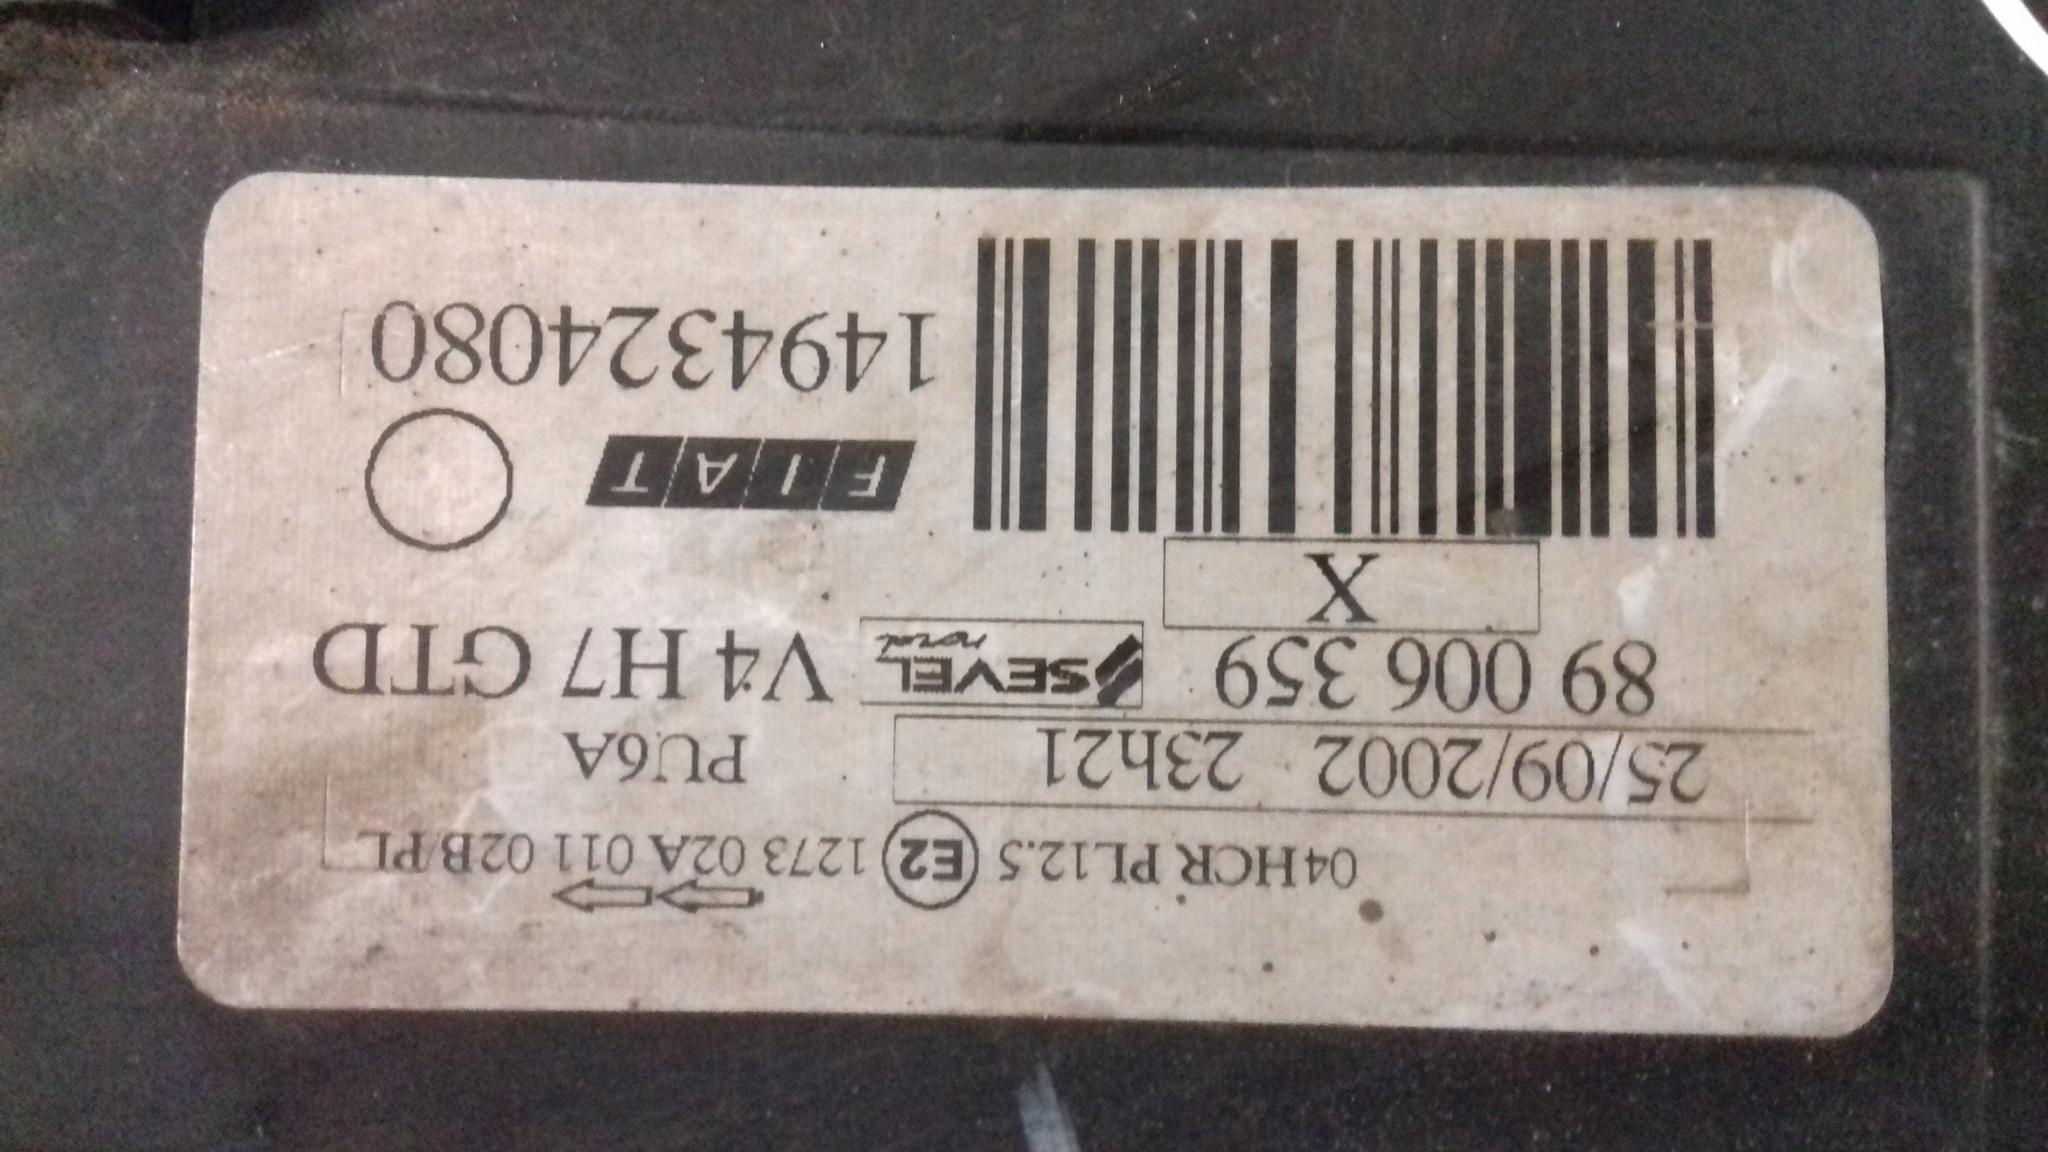 04HCR PL12.5 E2 1273 02A 011 02B/PL
25/09/2002 23h21 PU6A
89 006 359 SEVEL nord V4 H7 GTD
X
FIAT
1494324080